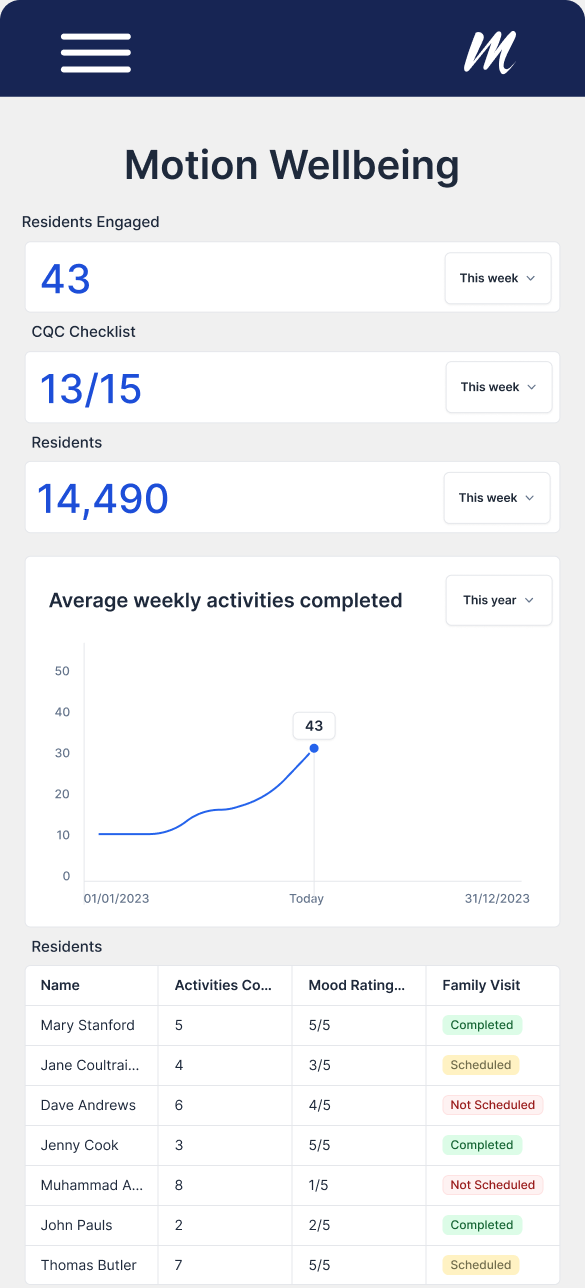 M
Motion Wellbeing
Residents Engaged
43
This week
CQC Checklist
13/15
This week
Residents
14,490
This week
Average weekly activities completed
This year
50
40
30
20
10
0
43
01/01/2023 Today 31/12/2023
Residents
Name Activities Co... Mood Rating... Family Visit
Mary Stanford 5 5/5 Completed
Jane Coultrai... 4 3/5 Scheduled
Dave Andrews 6 4/5 Not Scheduled
Jenny Cook 3 5/5 Completed
Muhammad A... 8 1/5 Not Scheduled
John Pauls 2 2/5 Completed
Thomas Butler 7 5/5 Scheduled